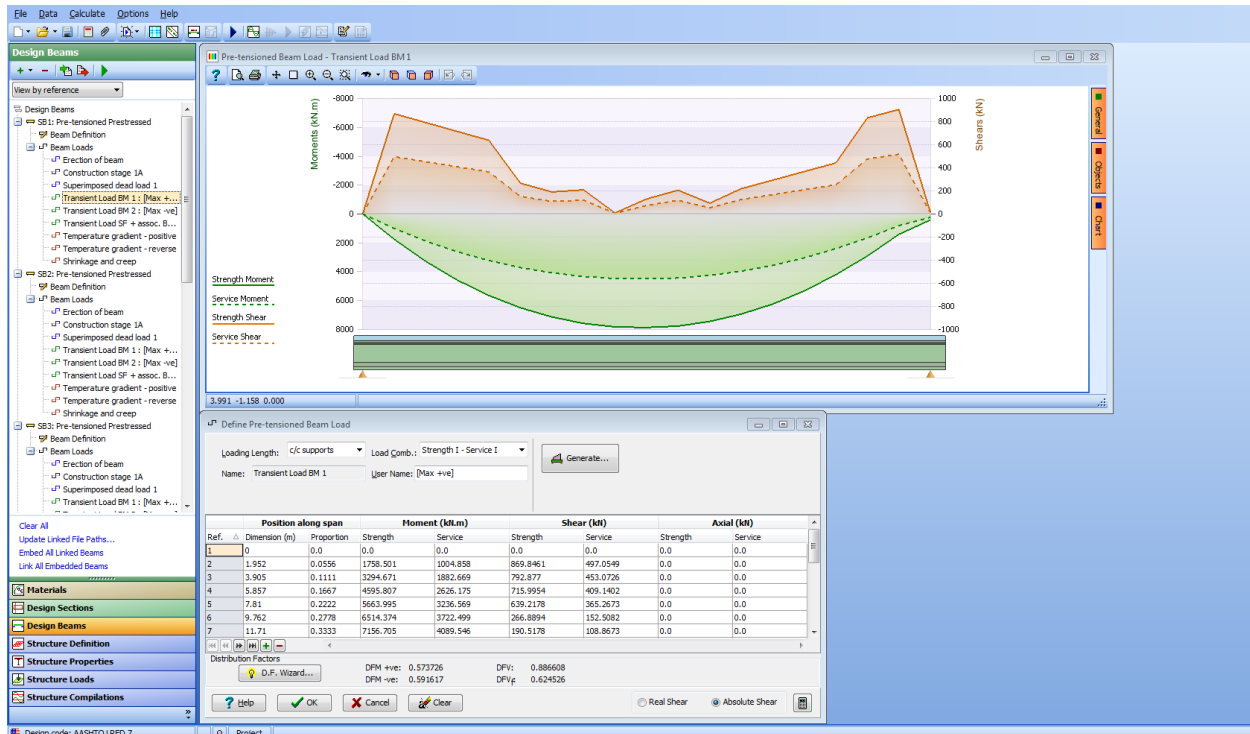 File Data Calculate Options Help
Design Beams
View by reference
Design Beams
SB1: Pre-tensioned Prestressed
Beam Definition
Beam Loads
Erection of beam
Construction stage 1A
Superimposed dead load 1
Transient Load BM 1 : [Max +...
Transient Load BM 2 : [Max -ve]
Transient Load SF + assoc. B...
Temperature gradient - positive
Temperature gradient - reverse
Shrinkage and creep
SB2: Pre-tensioned Prestressed
Beam Definition
Beam Loads
Erection of beam
Construction stage 1A
Superimposed dead load 1
Transient Load BM 1 : [Max +...
Transient Load BM 2 : [Max -ve]
Transient Load SF + assoc. B...
Temperature gradient - positive
Temperature gradient - reverse
Shrinkage and creep
SB3: Pre-tensioned Prestressed
Beam Definition
Beam Loads
Erection of beam
Construction stage 1A
Superimposed dead load 1
Transient Load BM 1 : [Max +...
Clear All
Update Linked File Paths...
Embed All Linked Beams
Link All Embedded Beams
Materials
Design Sections
Design Beams
Structure Definition
Structure Properties
Structure Loads
Structure Compilations
Pre-tensioned Beam Load - Transient Load BM 1
Moments (kN.m)
-8000
-6000
-4000
-2000
0
2000
4000
6000
8000
1000
800
600
400
200
0
-200
-400
-600
-800
-1000
Shears (kN)
Strength Moment
Service Moment
Strength Shear
Service Shear
General
Objects
Chart
3.991 -1.158 0.000
Define Pre-tensioned Beam Load
Loading Length: c/c supports Load Comb.: Strength I - Service I Generate...
Name: Transient Load BM 1 User Name: [Max +ve]
Position along span Moment (kN.m) Shear (kN) Axial (kN)
Ref. Dimension (m) Proportion Strength Service Strength Service Strength Service
1 0 0.0 0.0 0.0 0.0 0.0 0.0 0.0
2 1.952 0.0556 1758.501 1004.858 869.8461 497.0549 0.0 0.0
3 3.905 0.1111 3294.671 1882.669 792.877 453.0726 0.0 0.0
4 5.857 0.1667 4595.807 2626.175 715.9954 409.1402 0.0 0.0
5 7.81 0.2222 5663.995 3236.569 639.2178 365.2673 0.0 0.0
6 9.762 0.2778 6514.374 3722.499 266.8894 152.5082 0.0 0.0
7 11.71 0.3333 7156.705 4089.546 190.5178 108.8673 0.0 0.0
Distribution Factors
D.F. Wizard... DFM +ve: 0.573726 DFV: 0.886608
DFM -ve: 0.591617 DFVf: 0.624526
Help OK Cancel Clear Real Shear Absolute Shear
Design code: AASHTO LRFD 7 Project